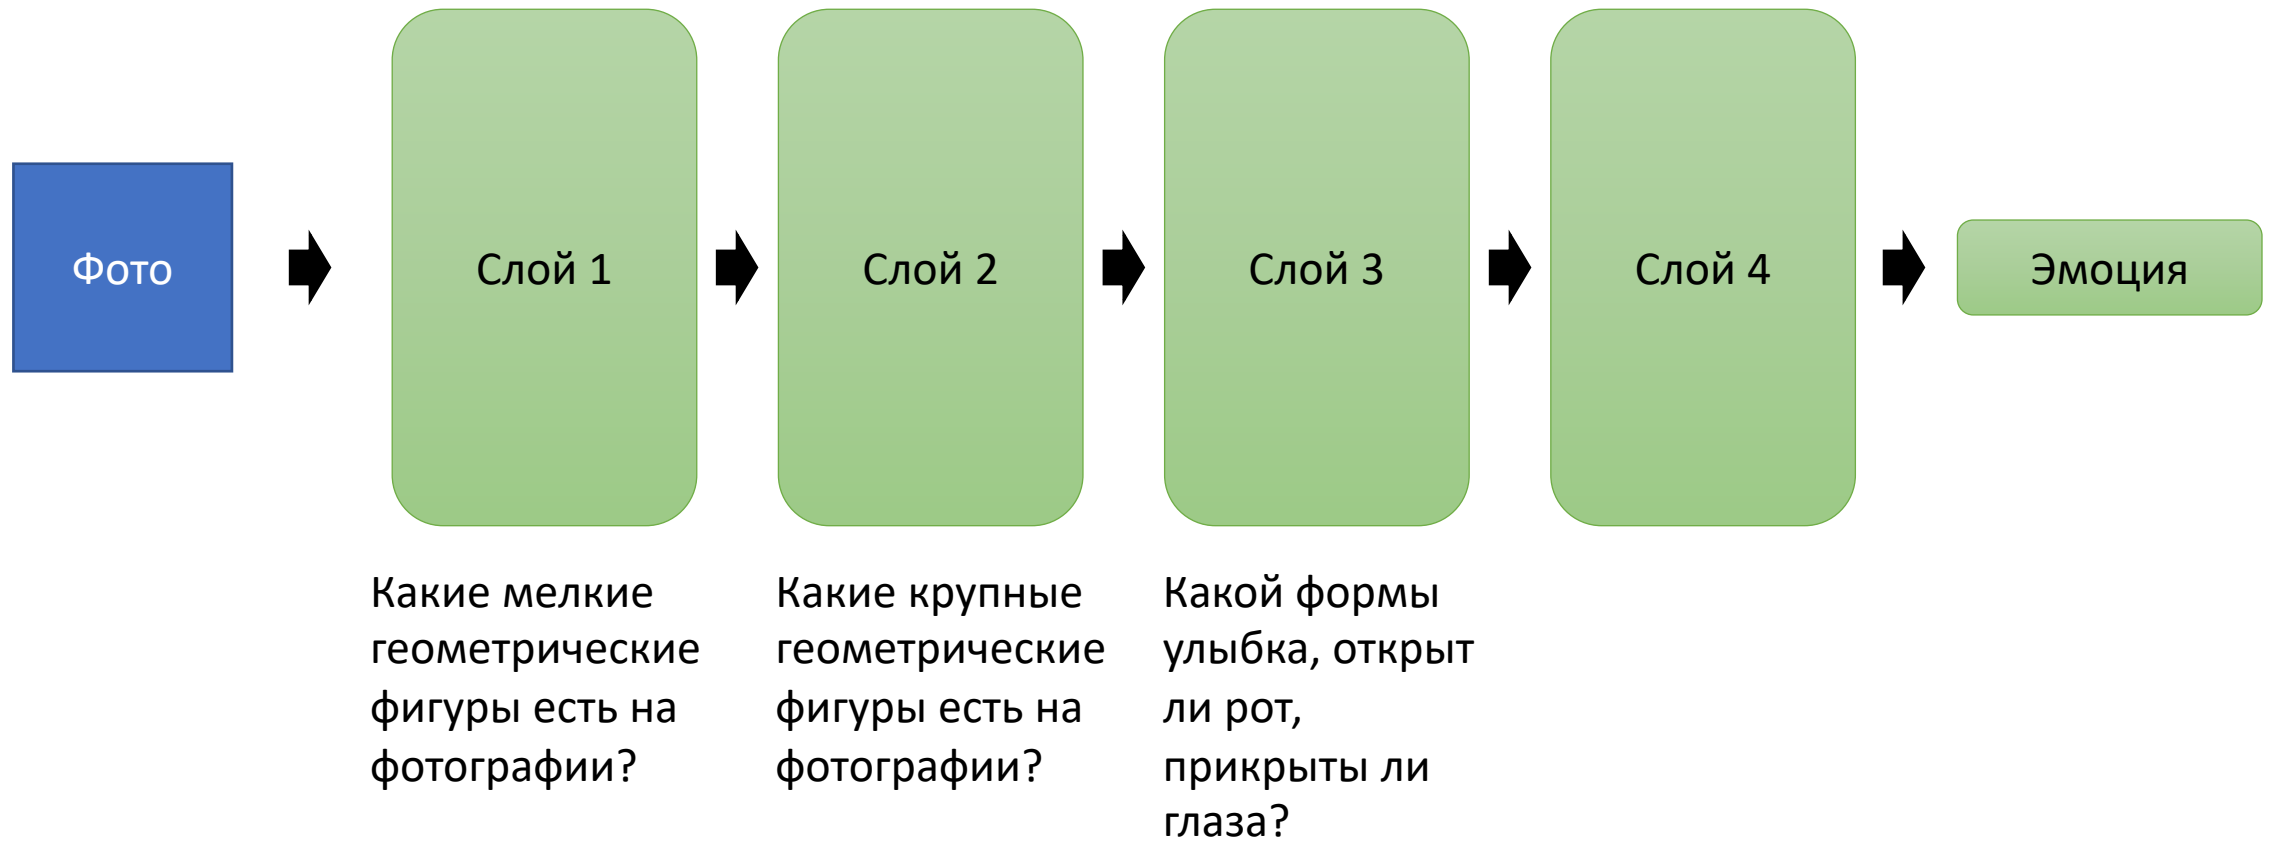 Фото
Слой 1
Слой 2
Слой 3
Слой 4
Эмоция
Какие мелкие
геометрические
фигуры есть на
фотографии?
Какие крупные
геометрические
фигуры есть на
фотографии?
Какой формы
улыбка, открыт
ли рот,
прикрыты ли
глаза?